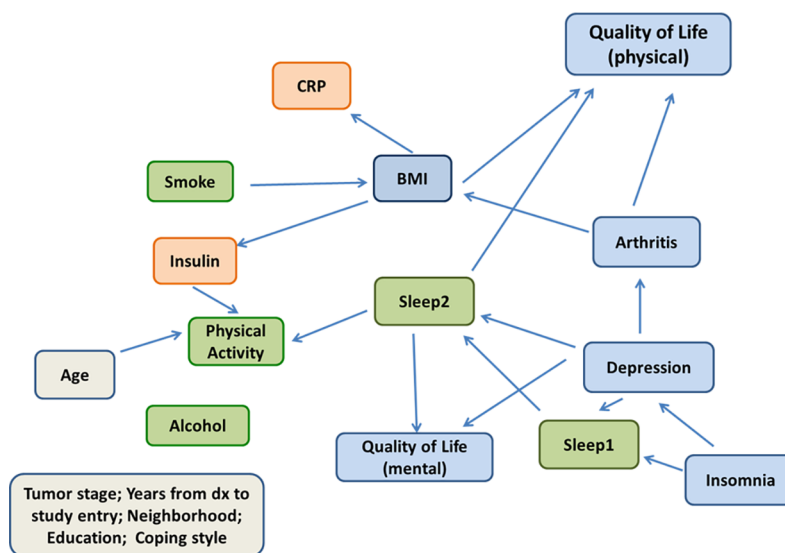 Quality of Life
(physical)
CRP
Smoke
BMI
Arthritis
Insulin
Sleep2
Physical
Activity
Age
Depression
Alcohol
Quality of Life
(mental)
Sleep1
Insomnia
Tumor stage; Years from dx to
study entry; Neighborhood;
Education;  Coping style